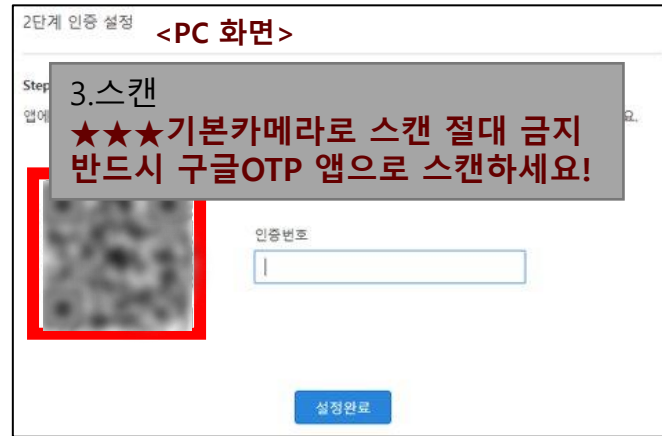 2단계 인증 설정
<PC 화면>
Step
앱에
3.스캔
★★★기본카메라로 스캔 절대 금지
반드시 구글OTP 앱으로 스캔하세요!
요.
인증번호
설정완료